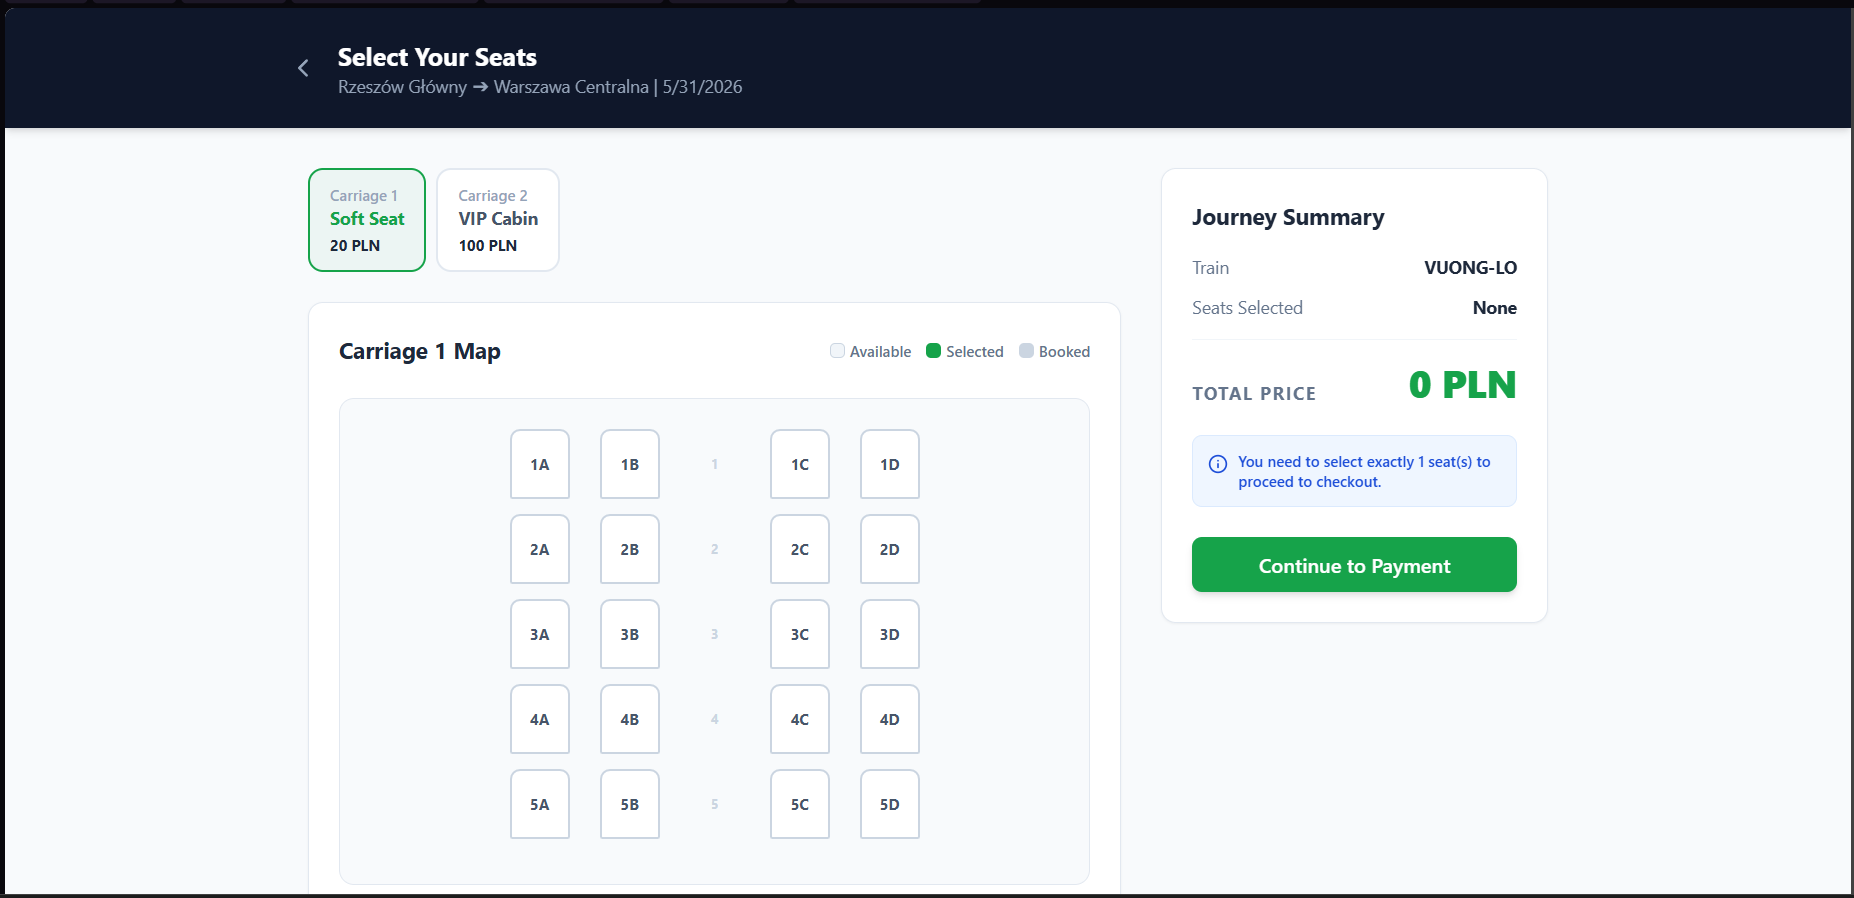 Select Your Seats
Rzeszów Główny ➔ Warszawa Centralna | 5/31/2026
Carriage 1
Soft Seat
20 PLN
Carriage 2
VIP Cabin
100 PLN
Carriage 1 Map
Available
Selected
Booked
1A 1B 1 1C 1D
2A 2B 2 2C 2D
3A 3B 3 3C 3D
4A 4B 4 4C 4D
5A 5B 5 5C 5D
Journey Summary
Train VUONG-LO
Seats Selected None
TOTAL PRICE 0 PLN
You need to select exactly 1 seat(s) to
proceed to checkout.
Continue to Payment